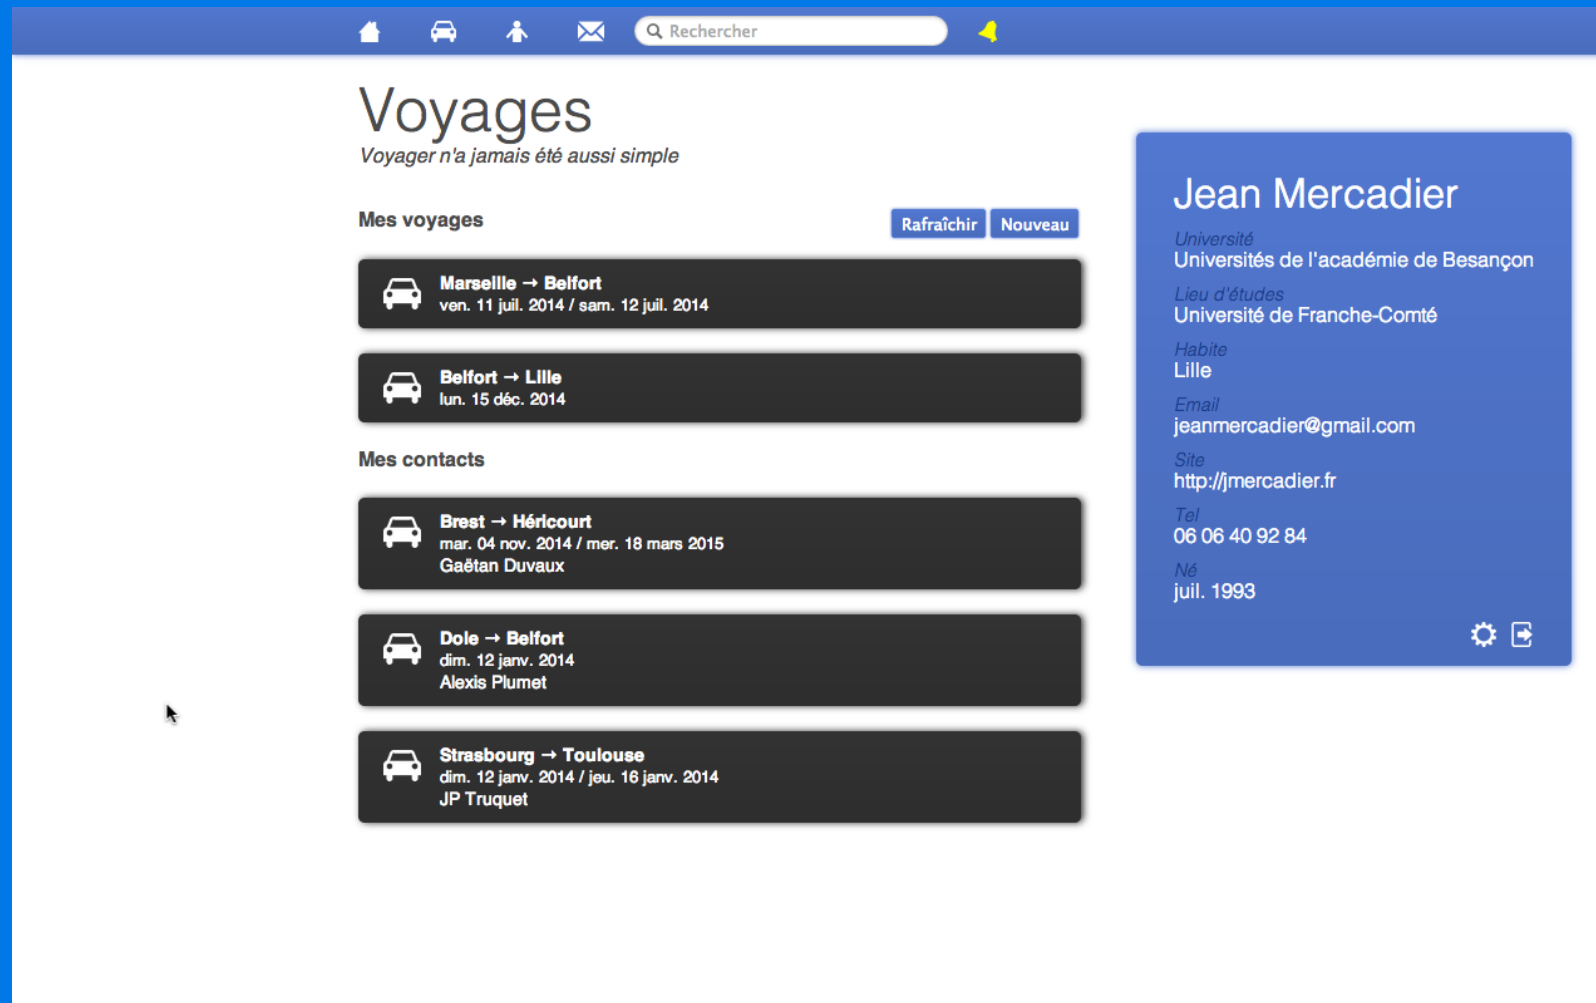 Rechercher
Voyages
Voyager n'a jamais été aussi simple
Mes voyages
Rafraîchir
Nouveau
Marseille → Belfort
ven. 11 juil. 2014 / sam. 12 juil. 2014
Belfort → Lille
lun. 15 déc. 2014
Mes contacts
Brest → Héricourt
mar. 04 nov. 2014 / mer. 18 mars 2015
Gaëtan Duvaux
Dole → Belfort
dim. 12 janv. 2014
Alexis Plumet
Strasbourg → Toulouse
dim. 12 janv. 2014 / jeu. 16 janv. 2014
JP Truquet
Jean Mercadier
Université
Universités de l'académie de Besançon
Lieu d'études
Université de Franche-Comté
Habite
Lille
Email
jeanmercadier@gmail.com
Site
http://jmercadier.fr
Tel
06 06 40 92 84
Né
juil. 1993